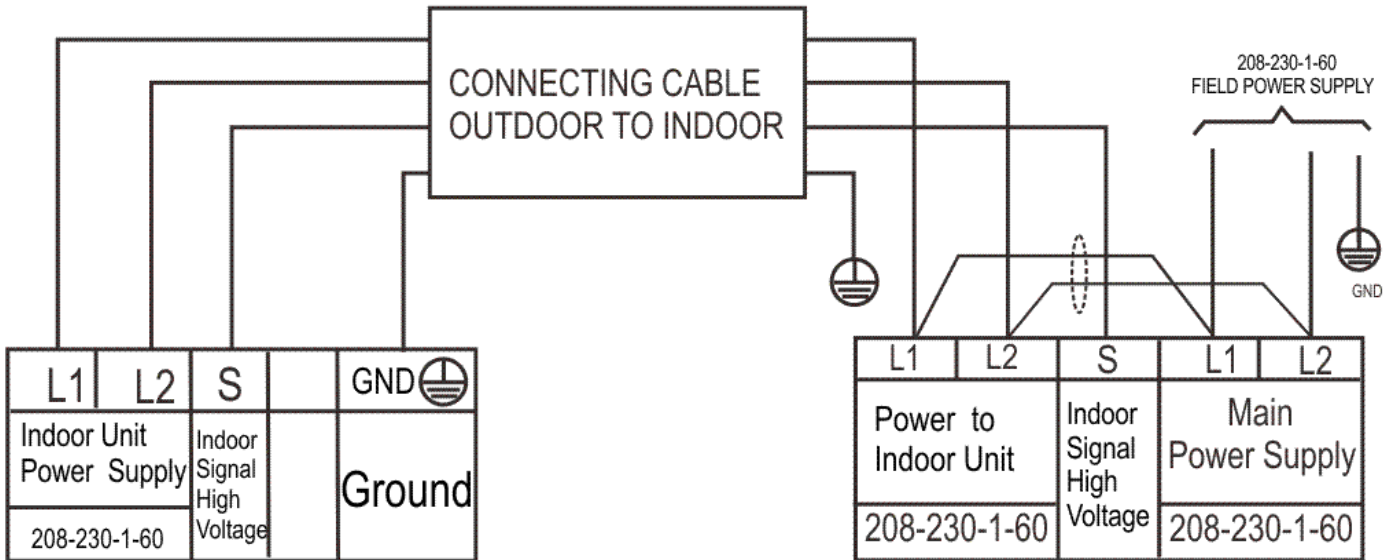 CONNECTING CABLE
OUTDOOR TO INDOOR
208-230-1-60
FIELD POWER SUPPLY
GND
L1 L2 S GND
Indoor Unit
Power Supply
208-230-1-60
Indoor
Signal
High
Voltage
Ground
L1 L2 S L1 L2
Power to
Indoor Unit
208-230-1-60
Indoor
Signal
High
Voltage
Main
Power Supply
208-230-1-60